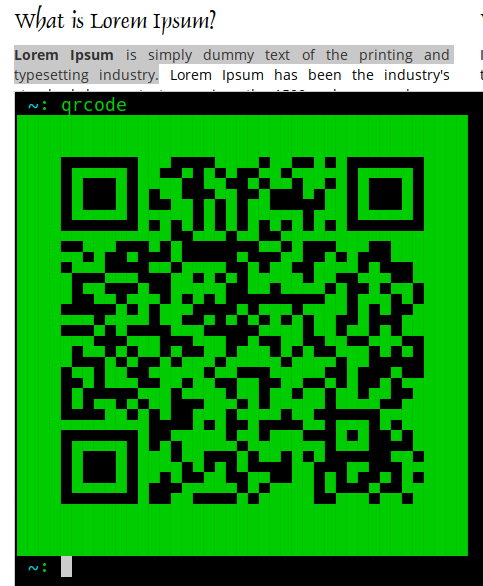 What is Lorem Ipsum?
Lorem Ipsum is simply dummy text of the printing and
typesetting industry. Lorem Ipsum has been the industry's
~: qrcode
~: